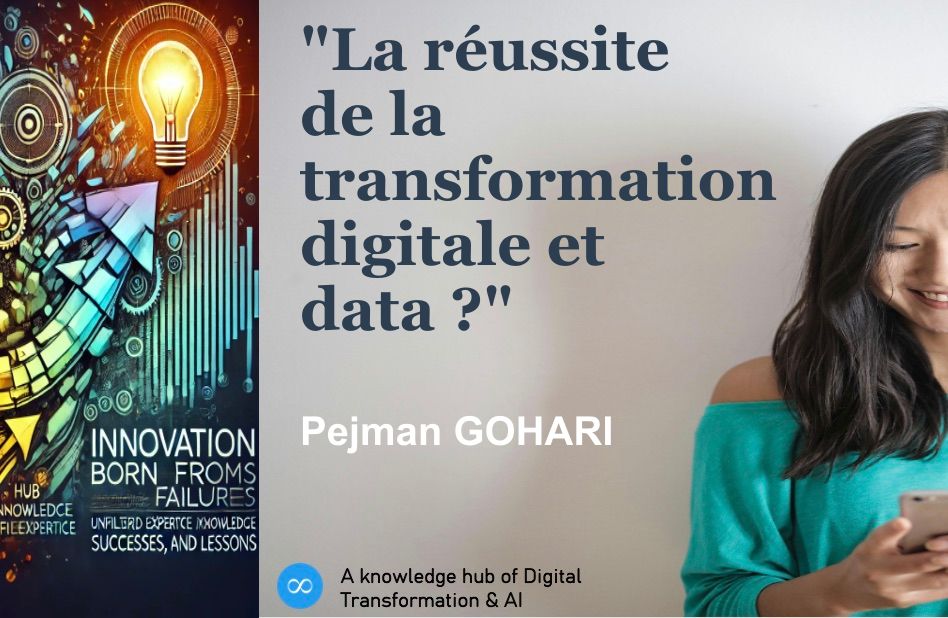 "La réussite
de la
transformation
digitale et
data ?"
Pejman GOHARI
A knowledge hub of Digital
Transformation & AI
INNOVATION
BORN FROMS
FAILURES
SUCCESSES, AND LESSONS
HUB